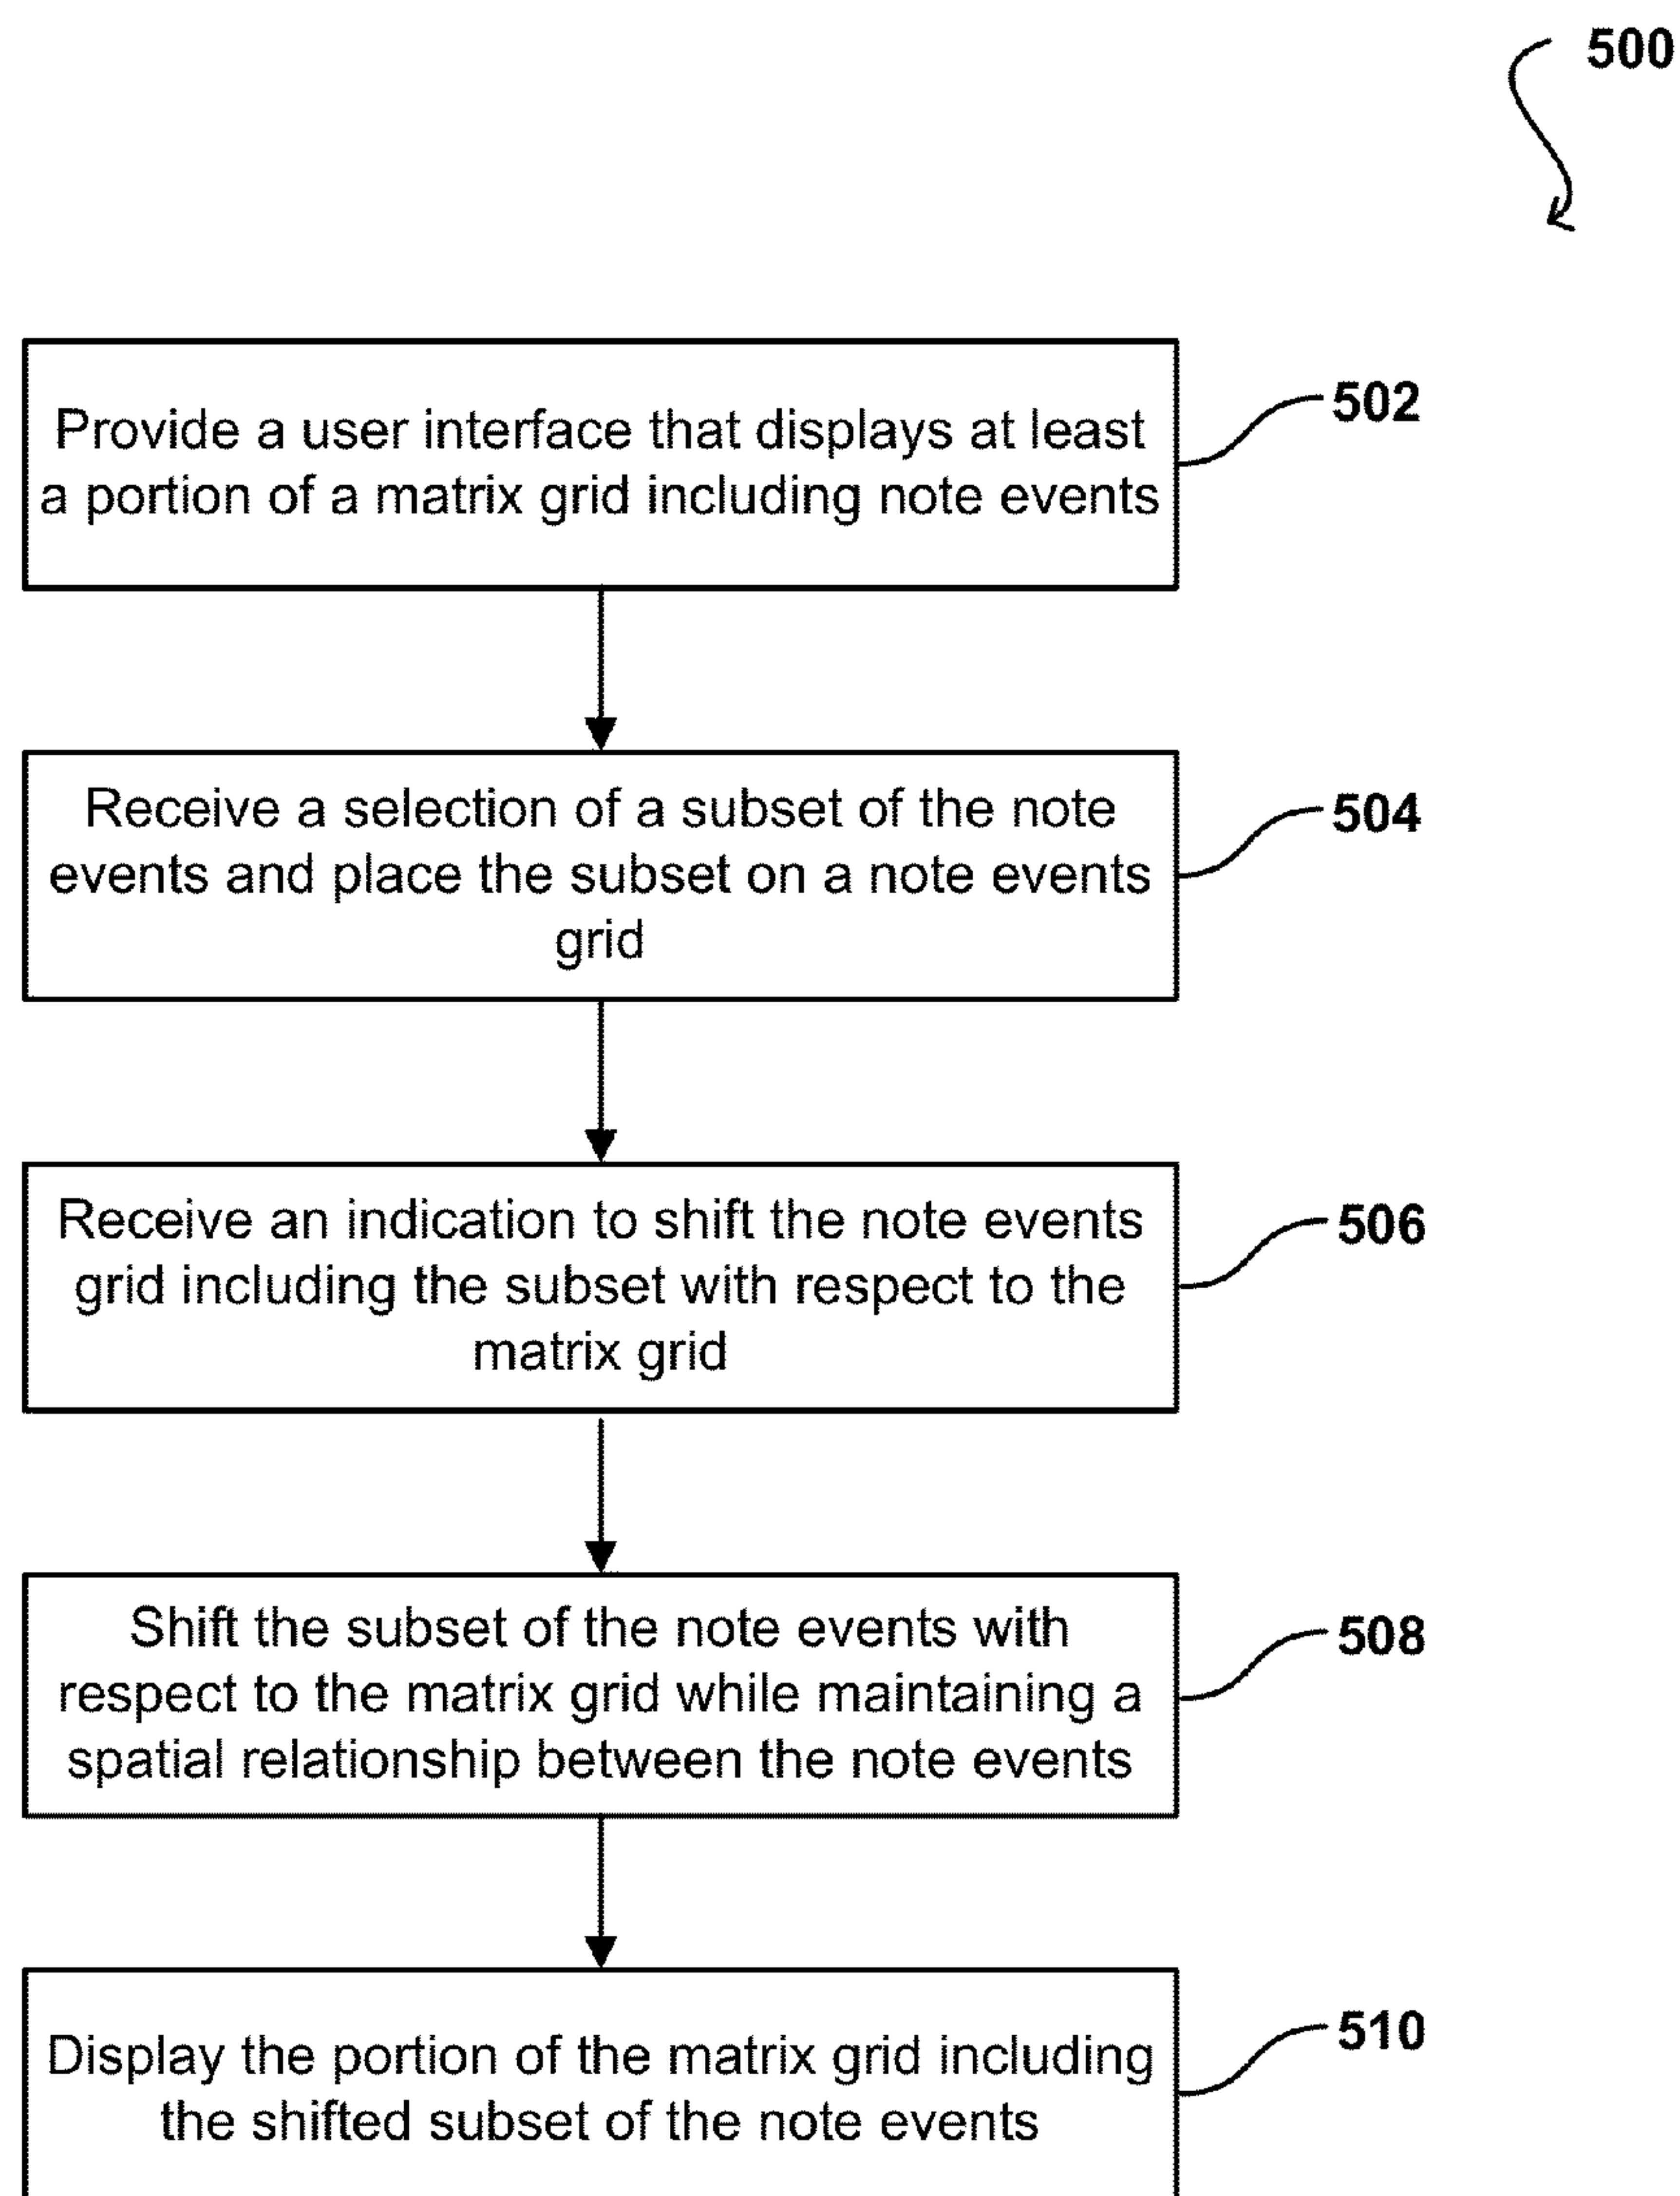 500
Provide a user interface that displays at least
a portion of a matrix grid including note events
502
Receive a selection of a subset of the note
events and place the subset on a note events
grid
504
Receive an indication to shift the note events
grid including the subset with respect to the
matrix grid
506
Shift the subset of the note events with
respect to the matrix grid while maintaining a
spatial relationship between the note events
508
Display the portion of the matrix grid including
the shifted subset of the note events
510